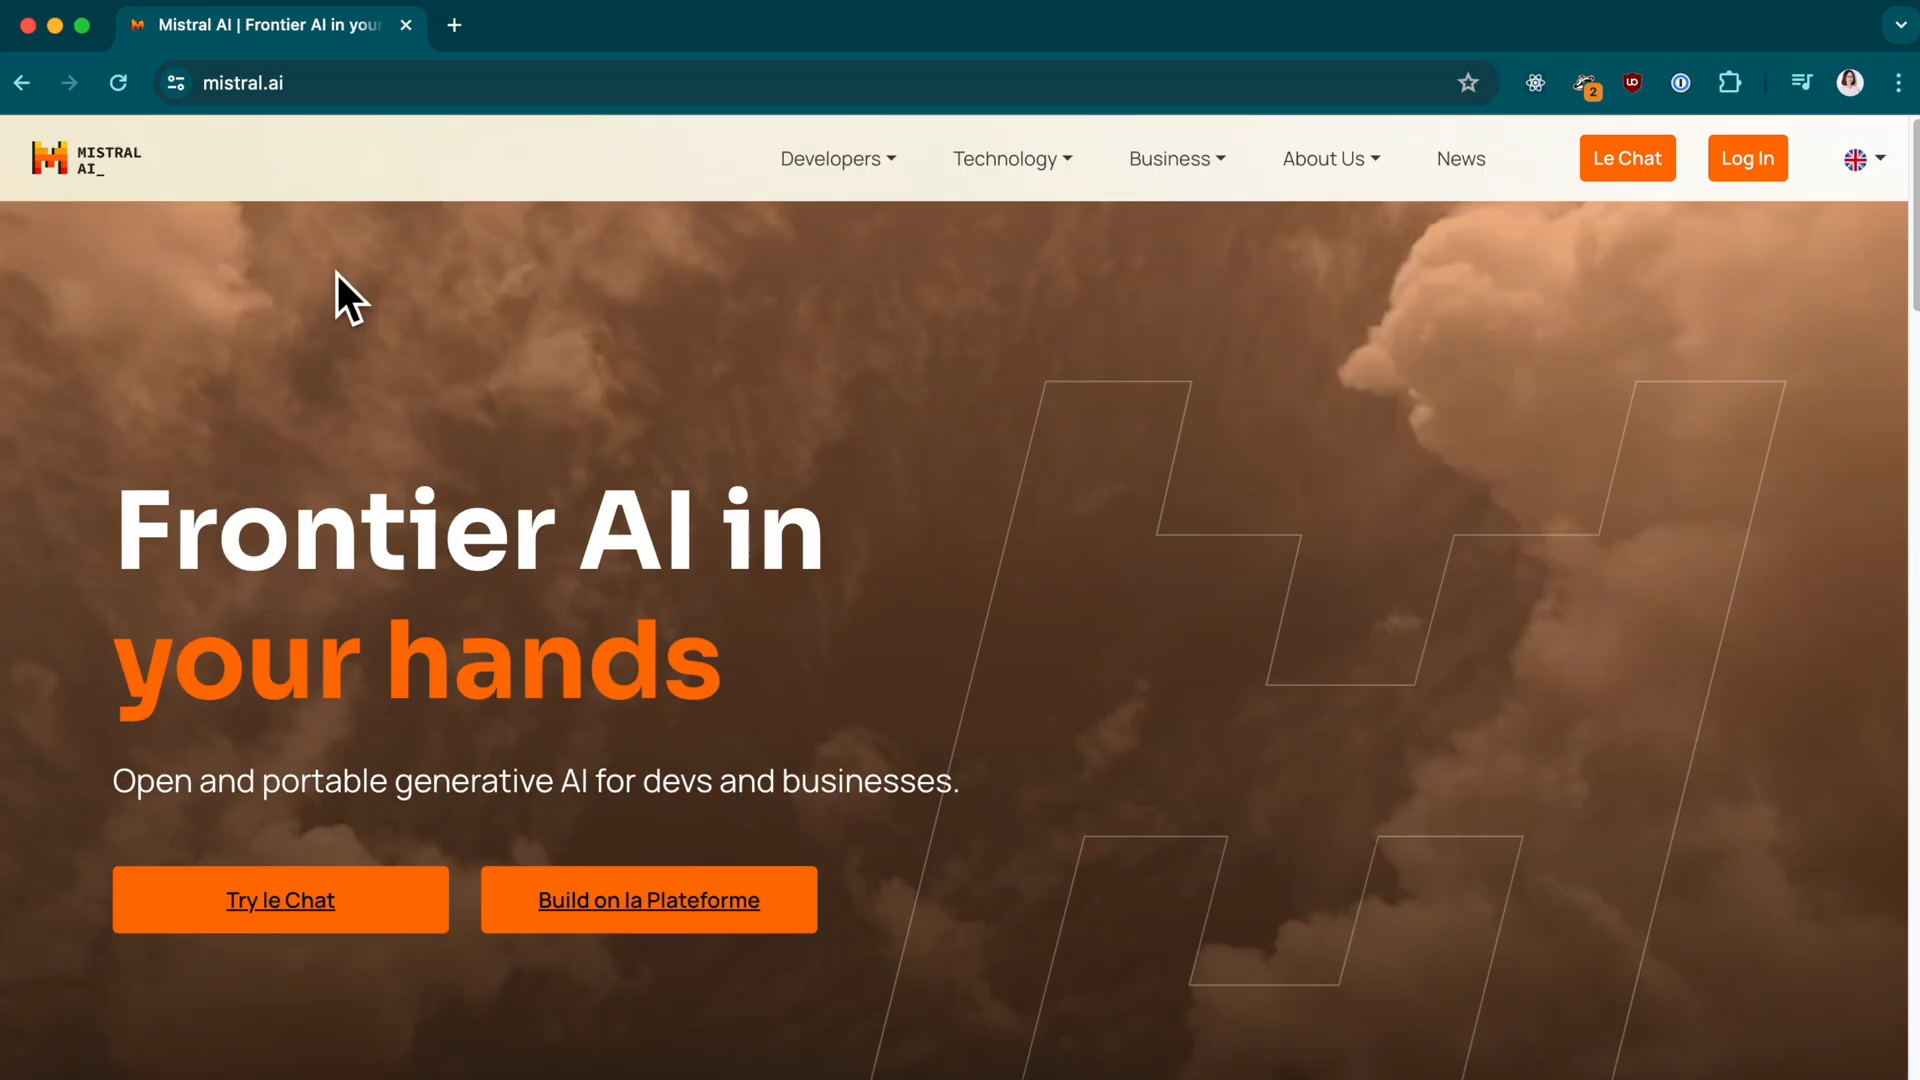 Mistral AI | Frontier AI in your
mistral.ai
2
MISTRAL
AI_
Developers
Technology
Business
About Us
News
Le Chat
Log In
Frontier AI in
your hands
Open and portable generative AI for devs and businesses.
Try le Chat
Build on la Plateforme